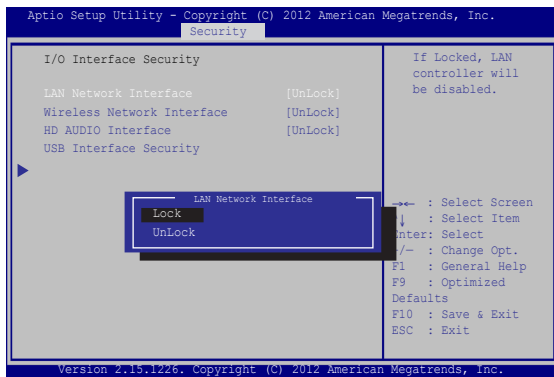 Aptio Setup Utility - Copyright (C) 2012 American Megatrends, Inc.
Security
I/O Interface Security
LAN Network Interface [UnLock]
Wireless Network Interface [UnLock]
HD AUDIO Interface [UnLock]
USB Interface Security
If Locked, LAN
controller will
be disabled.
LAN Network Interface
Lock
UnLock
→← : Select Screen
↓ : Select Item
Enter: Select
/— : Change Opt.
F1 : General Help
F9 : Optimized
Defaults
F10 : Save & Exit
ESC : Exit
Version 2.15.1226. Copyright (C) 2012 American Megatrends, Inc.